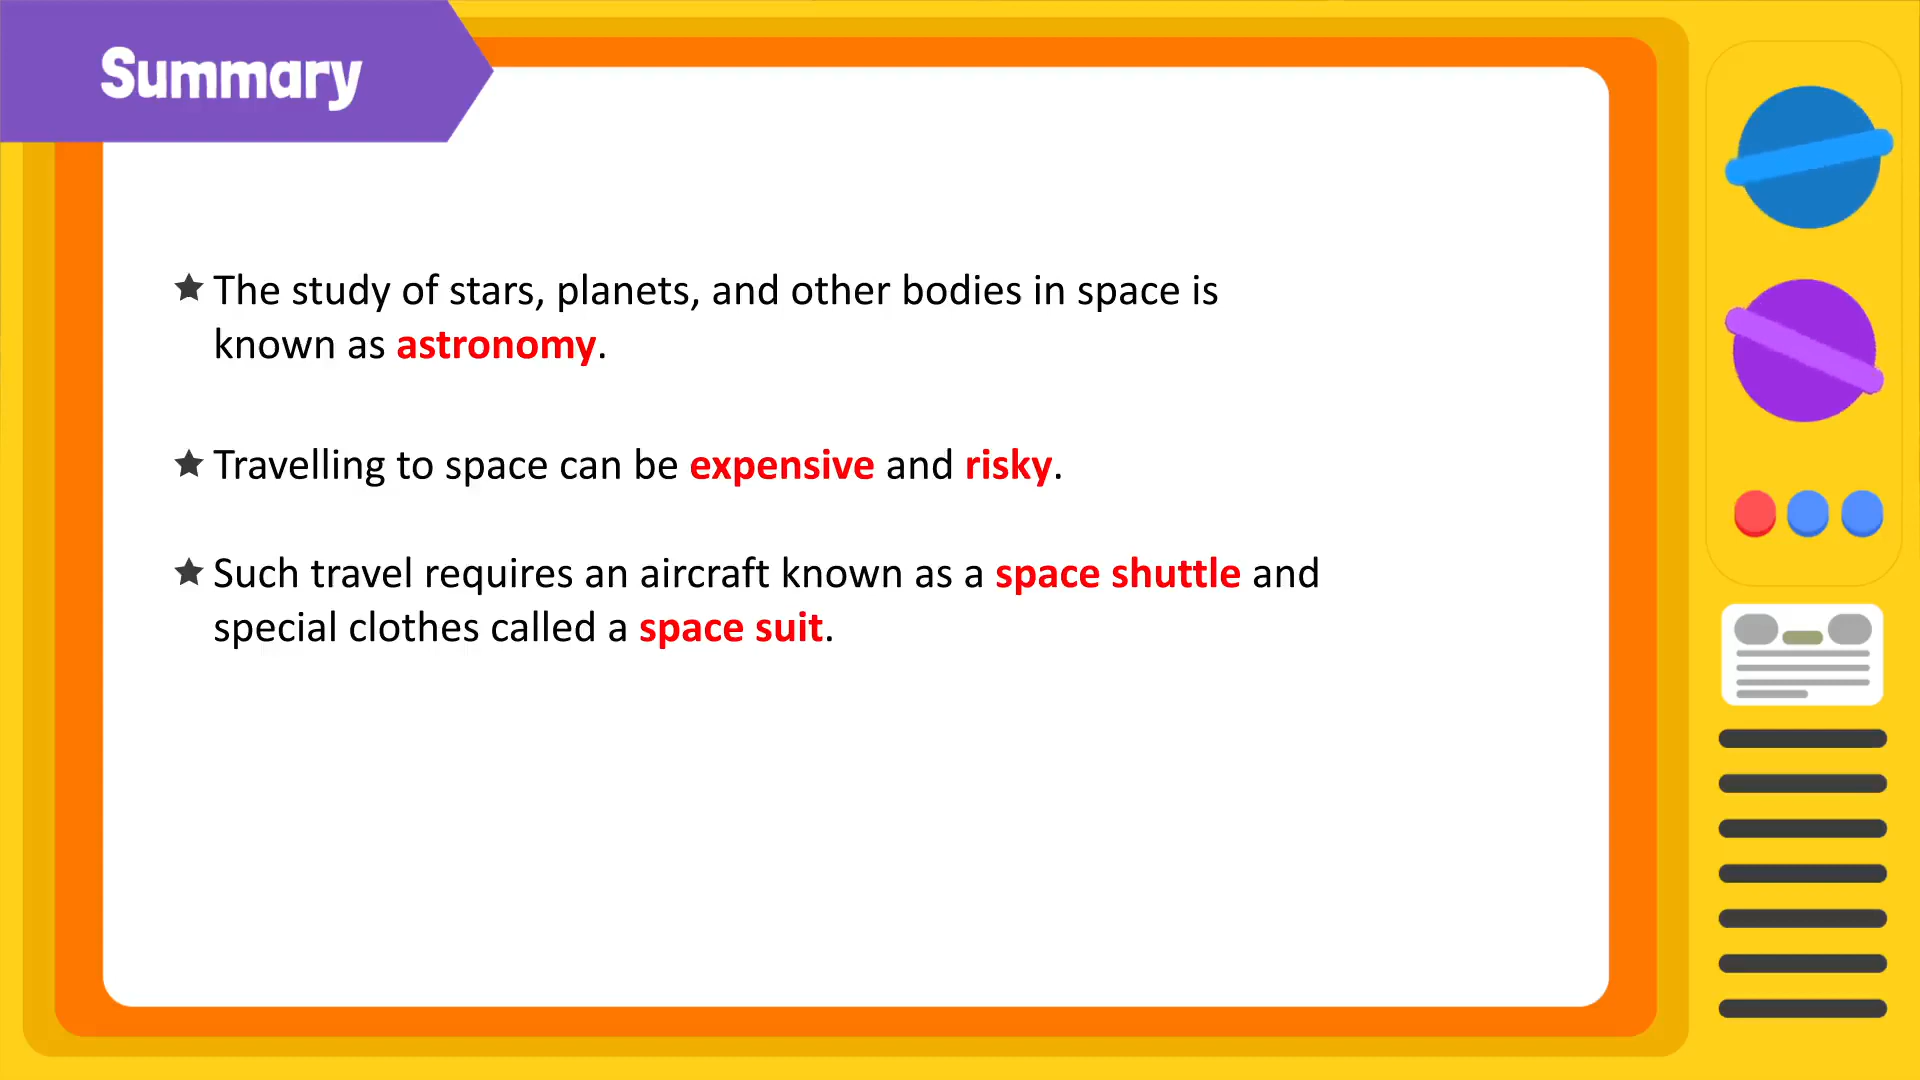 Summary
The study of stars, planets, and other bodies in space is
known as astronomy.
Travelling to space can be expensive and risky.
Such travel requires an aircraft known as a space shuttle and
special clothes called a space suit.